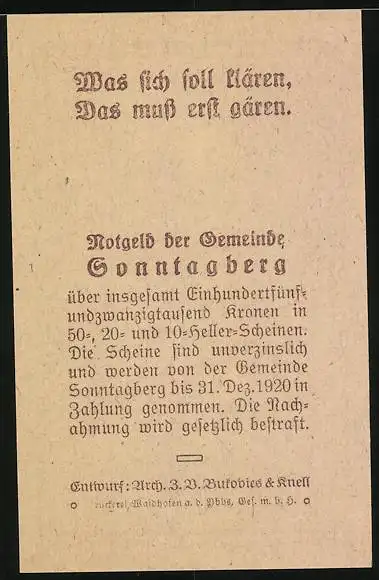 Was sich soll klären,
Das muß erst gären.
Notgeld der Gemeinde
Sonntagberg
über insgesamt Einhundertfünf-
undzwanzigtausend Kronen in
50-, 20- und 10-Heller-Scheinen.
Die Scheine sind unverzinslich
und werden von der Gemeinde
Sonntagberg bis 31. Dez. 1920 in
Zahlung genommen. Die Nach-
ahmung wird gesetzlich bestraft.
Entwurf: Arch. J. V. Bukovics & Knell
Waidhofen a. d. Ybbs, Ges. m. b. H.